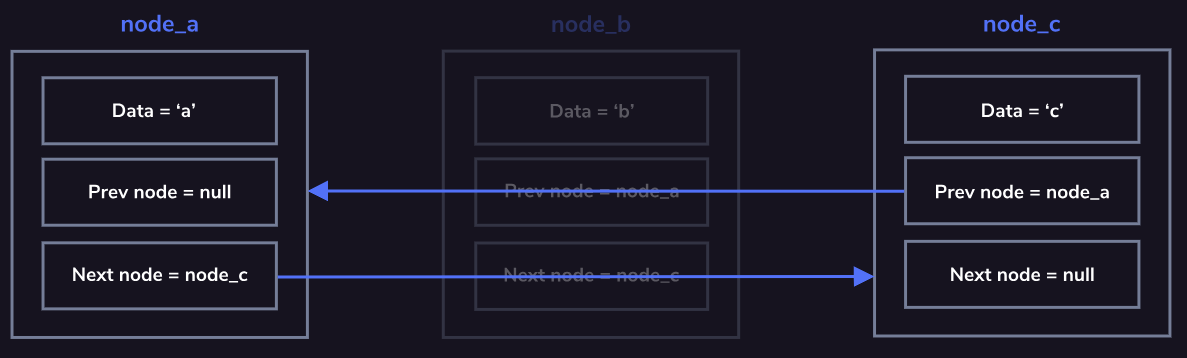 node_a
Data = ‘a’
Prev node = null
Next node = node_c
node_b
Data = ‘b’
Prev node = node_a
Next node = node_c
node_c
Data = ‘c’
Prev node = node_a
Next node = null